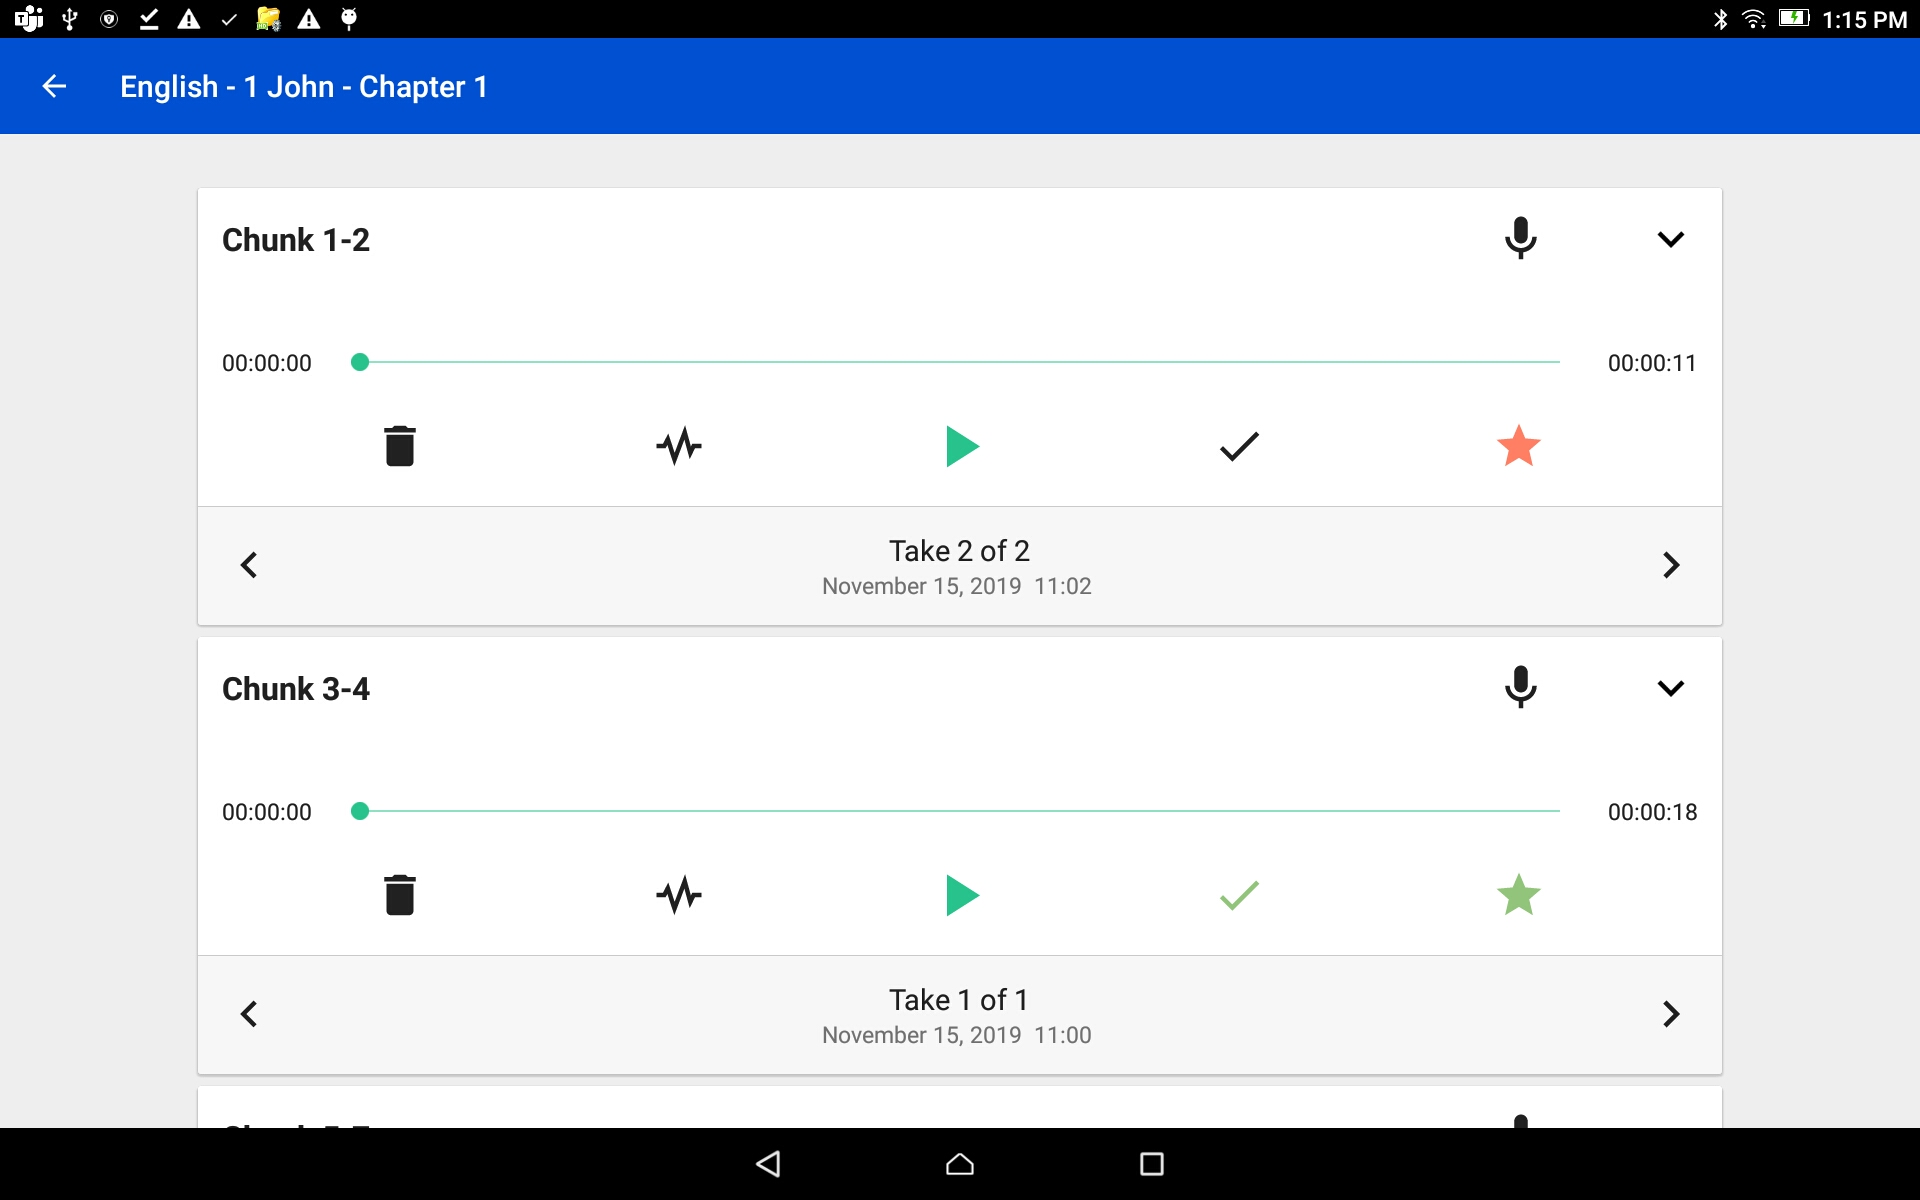 1:15 PM
English - 1 John - Chapter 1
Chunk 1-2
00:00:00
00:00:11
Take 2 of 2
November 15, 2019 11:02
Chunk 3-4
00:00:00
00:00:18
Take 1 of 1
November 15, 2019 11:00